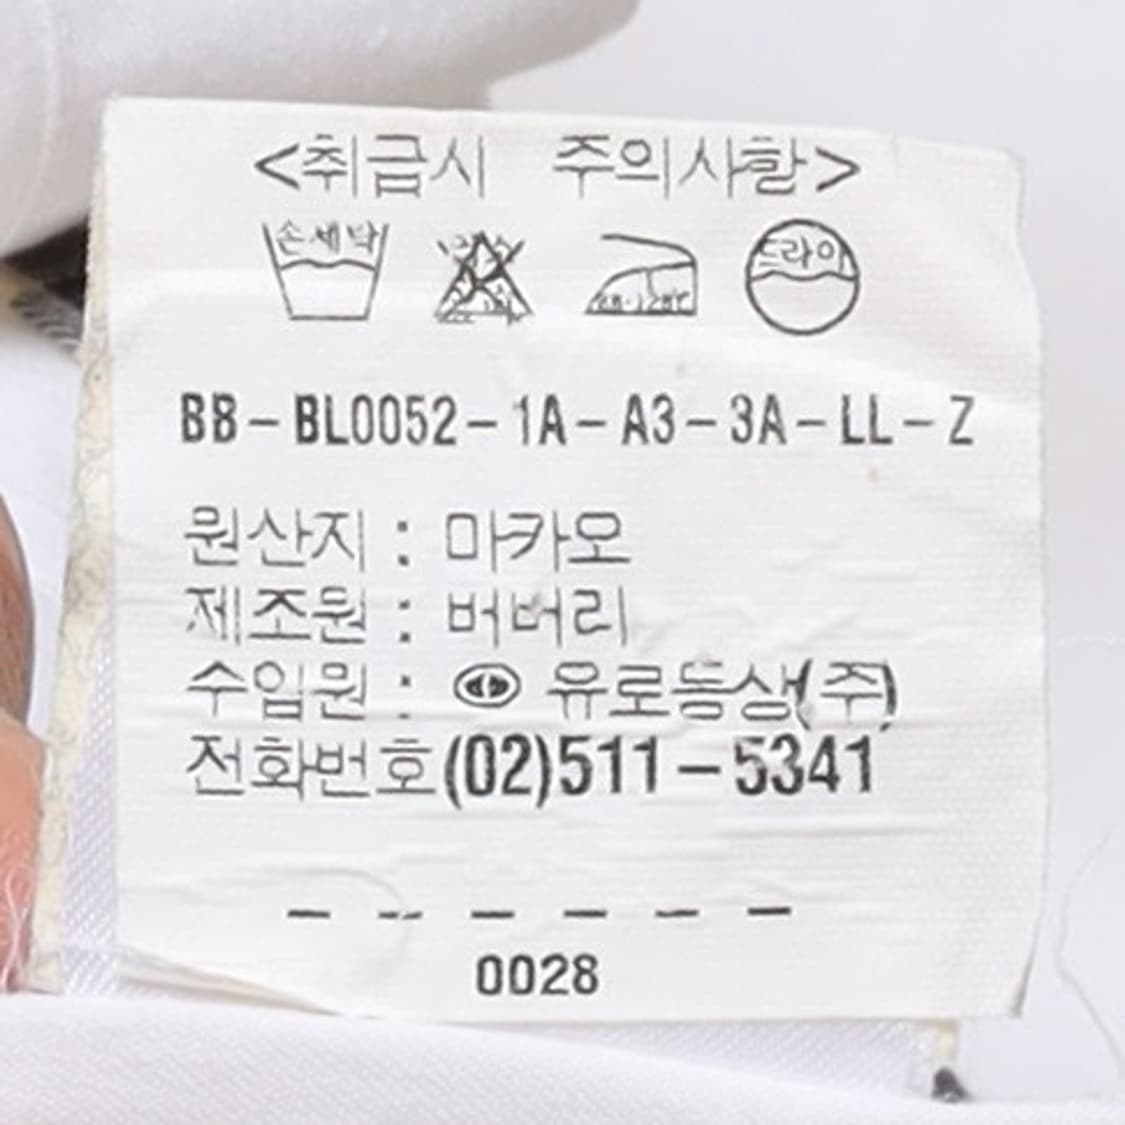 <취급시 주의사항>
손세탁 드라이
BB-BL0052-1A-A3-3A-LL-Z
원산지 : 마카오
제조원 : 버버리
수입원 : 유로통상(주)
전화번호(02)511-5341
0028